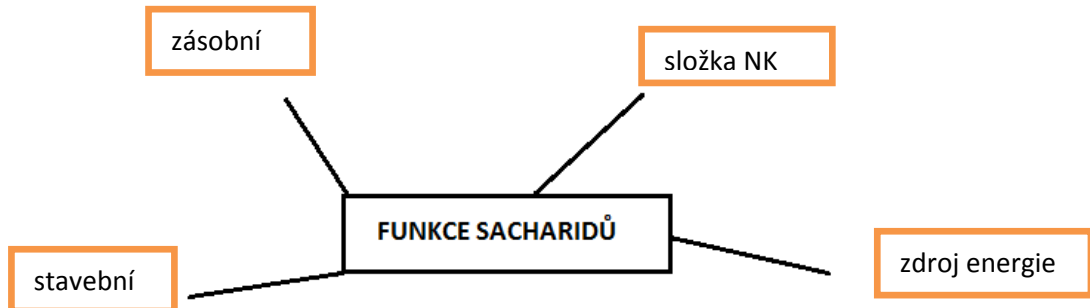 zásobní
složka NK
FUNKCE SACHARIDŮ
stavební
zdroj energie